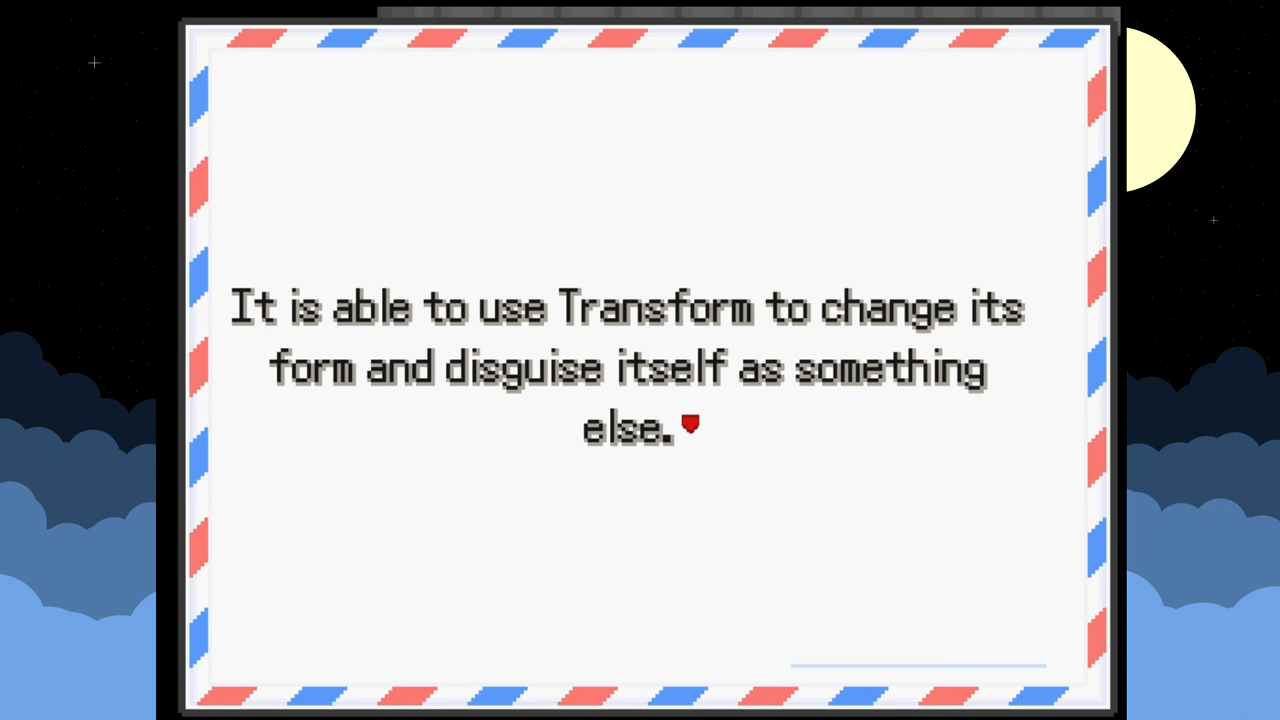 It is able to use Transform to change its
form and disguise itself as something
else.